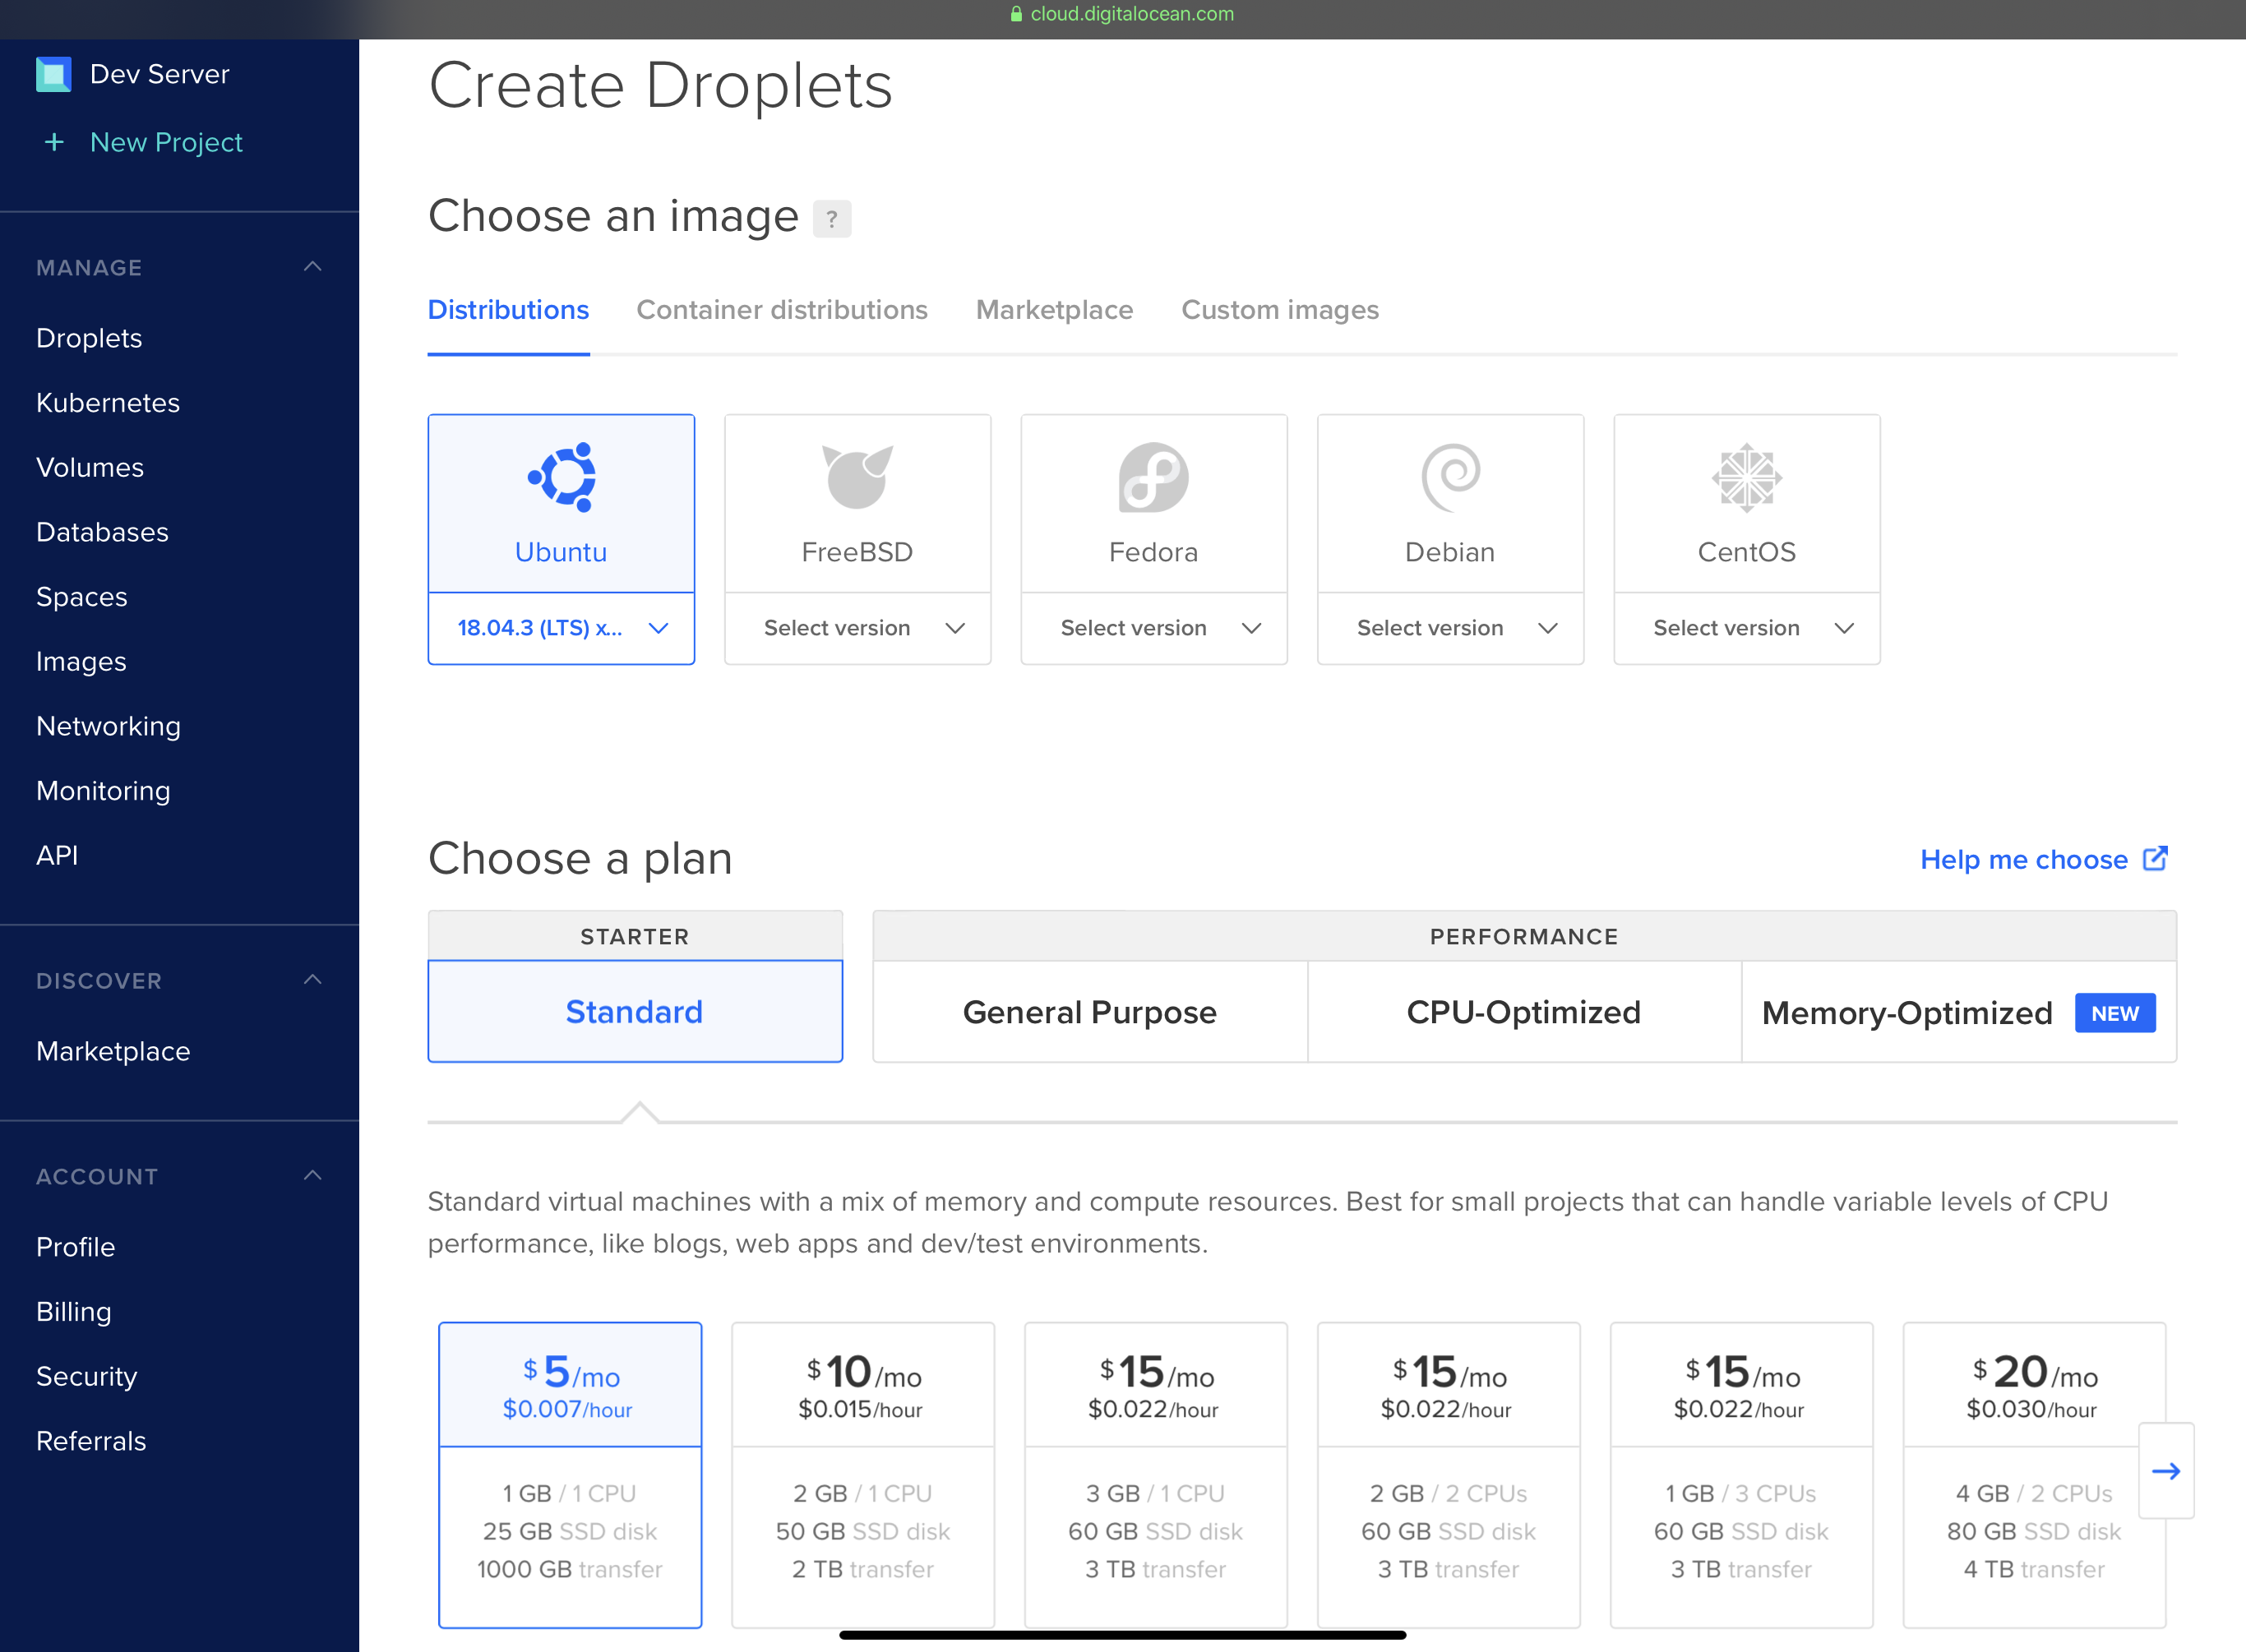 cloud.digitalocean.com
Dev Server
+ New Project
MANAGE
Droplets
Kubernetes
Volumes
Databases
Spaces
Images
Networking
Monitoring
API
DISCOVER
Marketplace
ACCOUNT
Profile
Billing
Security
Referrals
Create Droplets
Choose an image ?
Distributions Container distributions Marketplace Custom images
Ubuntu FreeBSD Fedora Debian CentOS
18.04.3 (LTS) x... Select version Select version Select version Select version
Choose a plan Help me choose
STARTER PERFORMANCE
Standard General Purpose CPU-Optimized Memory-Optimized NEW
Standard virtual machines with a mix of memory and compute resources. Best for small projects that can handle variable levels of CPU
performance, like blogs, web apps and dev/test environments.
$5/mo $10/mo $15/mo $15/mo $15/mo $20/mo
$0.007/hour $0.015/hour $0.022/hour $0.022/hour $0.022/hour $0.030/hour
1 GB / 1 CPU 2 GB / 1 CPU 3 GB / 1 CPU 2 GB / 2 CPUs 1 GB / 3 CPUs 4 GB / 2 CPUs
25 GB SSD disk 50 GB SSD disk 60 GB SSD disk 60 GB SSD disk 60 GB SSD disk 80 GB SSD disk
1000 GB transfer 2 TB transfer 3 TB transfer 3 TB transfer 3 TB transfer 4 TB transfer